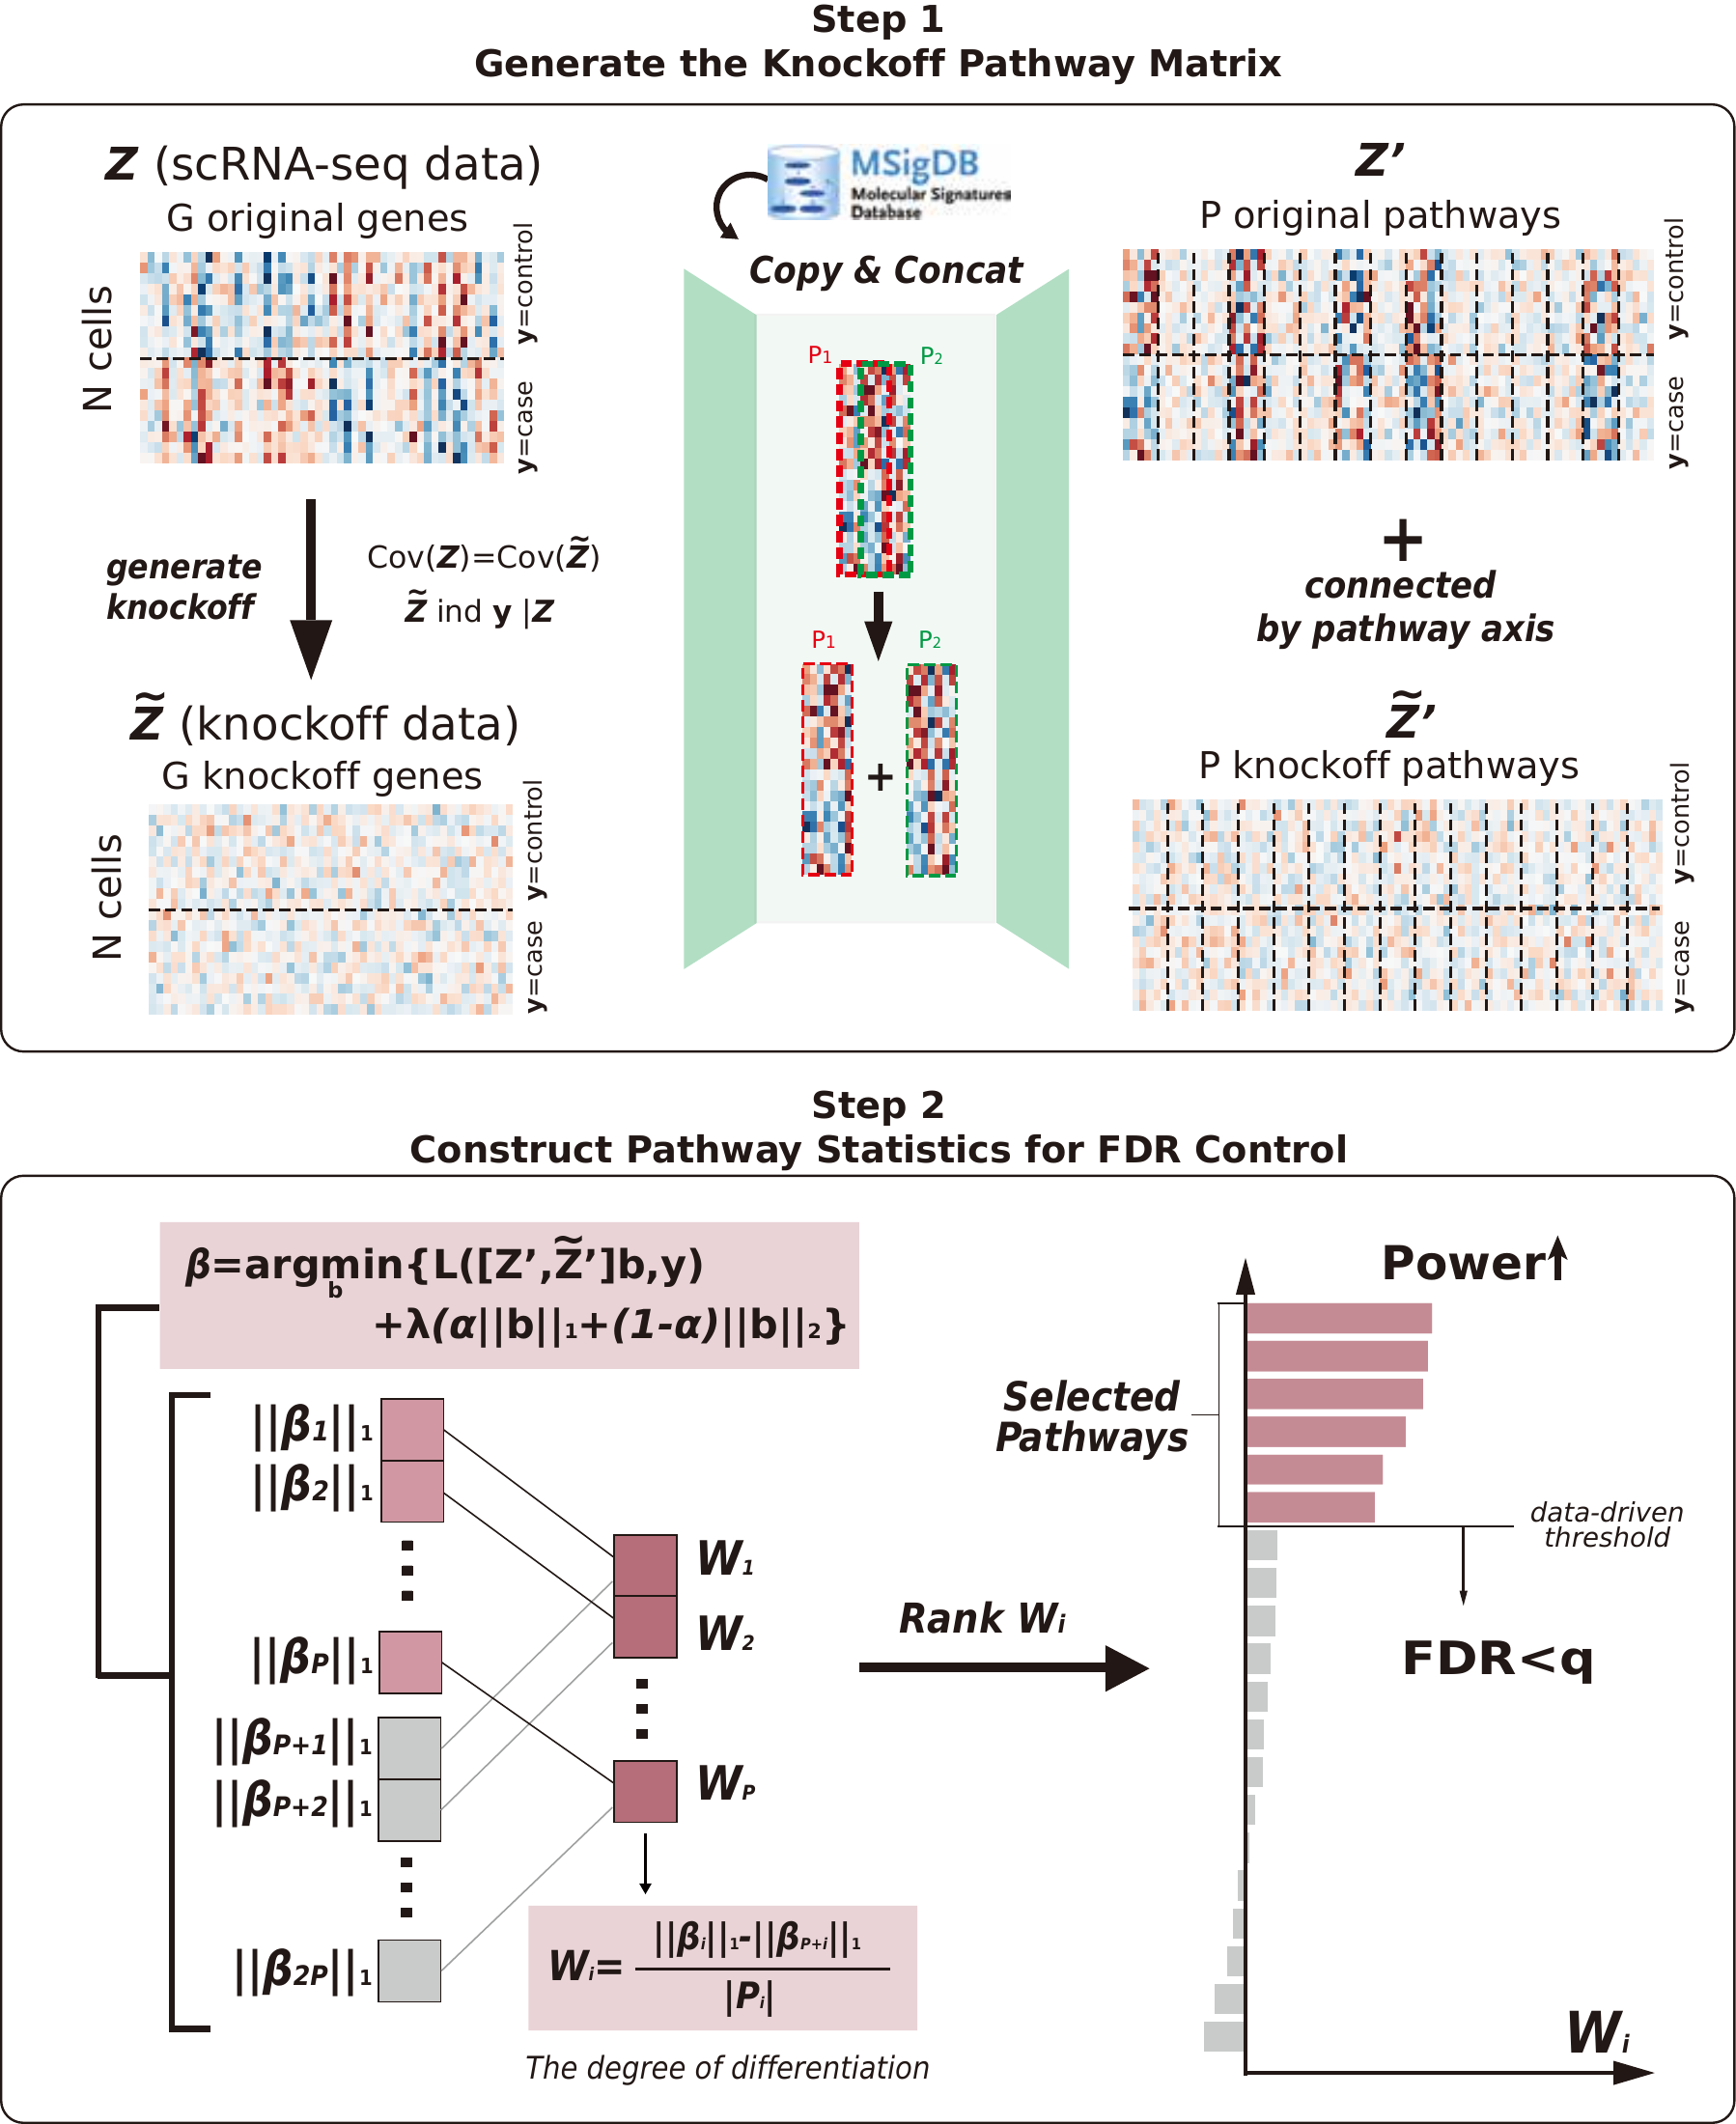 Step 1
Generate the Knockoff Pathway Matrix
Z (scRNA-seq data)
G original genes
N cells
y=control
y=case
generate
knockoff
Cov(Z)=Cov(Z̃)
Z̃ ind y |Z
Z̃ (knockoff data)
G knockoff genes
N cells
y=control
y=case
MSigDB
Molecular Signatures
Database
Copy & Concat
P1
P2
P1
P2
+
Z’
P original pathways
y=control
y=case
+
connected
by pathway axis
Z̃’
P knockoff pathways
y=control
y=case
Step 2
Construct Pathway Statistics for FDR Control
β=argmin{L([Z’,Z̃’]b,y)
b
+λ(α||b||₁+(1-α)||b||₂}
||β1||₁
||β2||₁
||βP||₁
||βP+1||₁
||βP+2||₁
||β2P||₁
W1
W2
WP
Wi=
||βi||₁-||βP+i||₁
|Pi|
The degree of differentiation
Rank Wi
Power↑
Selected
Pathways
data-driven
threshold
FDR<q
Wi